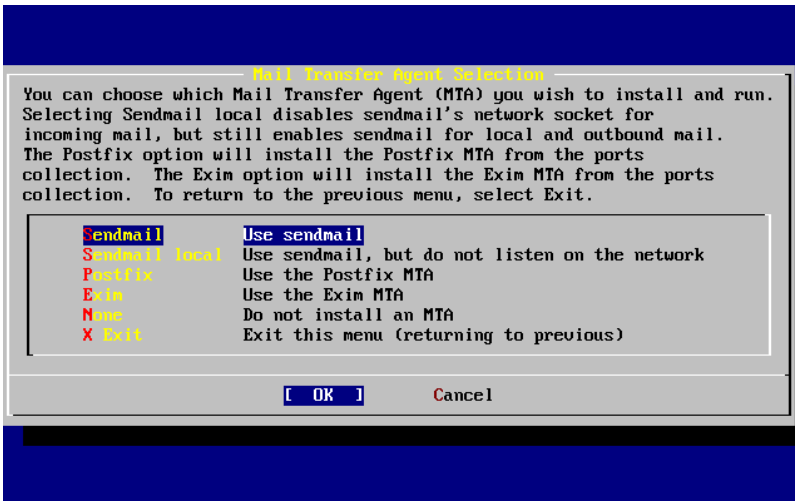 Mail Transfer Agent Selection
You can choose which Mail Transfer Agent (MTA) you wish to install and run.
Selecting Sendmail local disables sendmail's network socket for
incoming mail, but still enables sendmail for local and outbound mail.
The Postfix option will install the Postfix MTA from the ports
collection.  The Exim option will install the Exim MTA from the ports
collection.  To return to the previous menu, select Exit.
Sendmail Use sendmail
Sendmail local Use sendmail, but do not listen on the network
Postfix Use the Postfix MTA
Exim Use the Exim MTA
None Do not install an MTA
X Exit Exit this menu (returning to previous)
[ OK ] Cancel